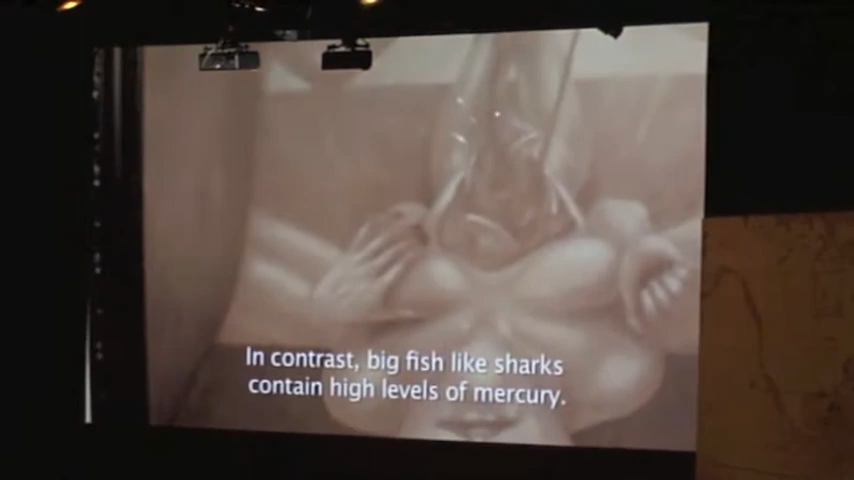 In contrast, big fish like sharks
contain high levels of mercury.